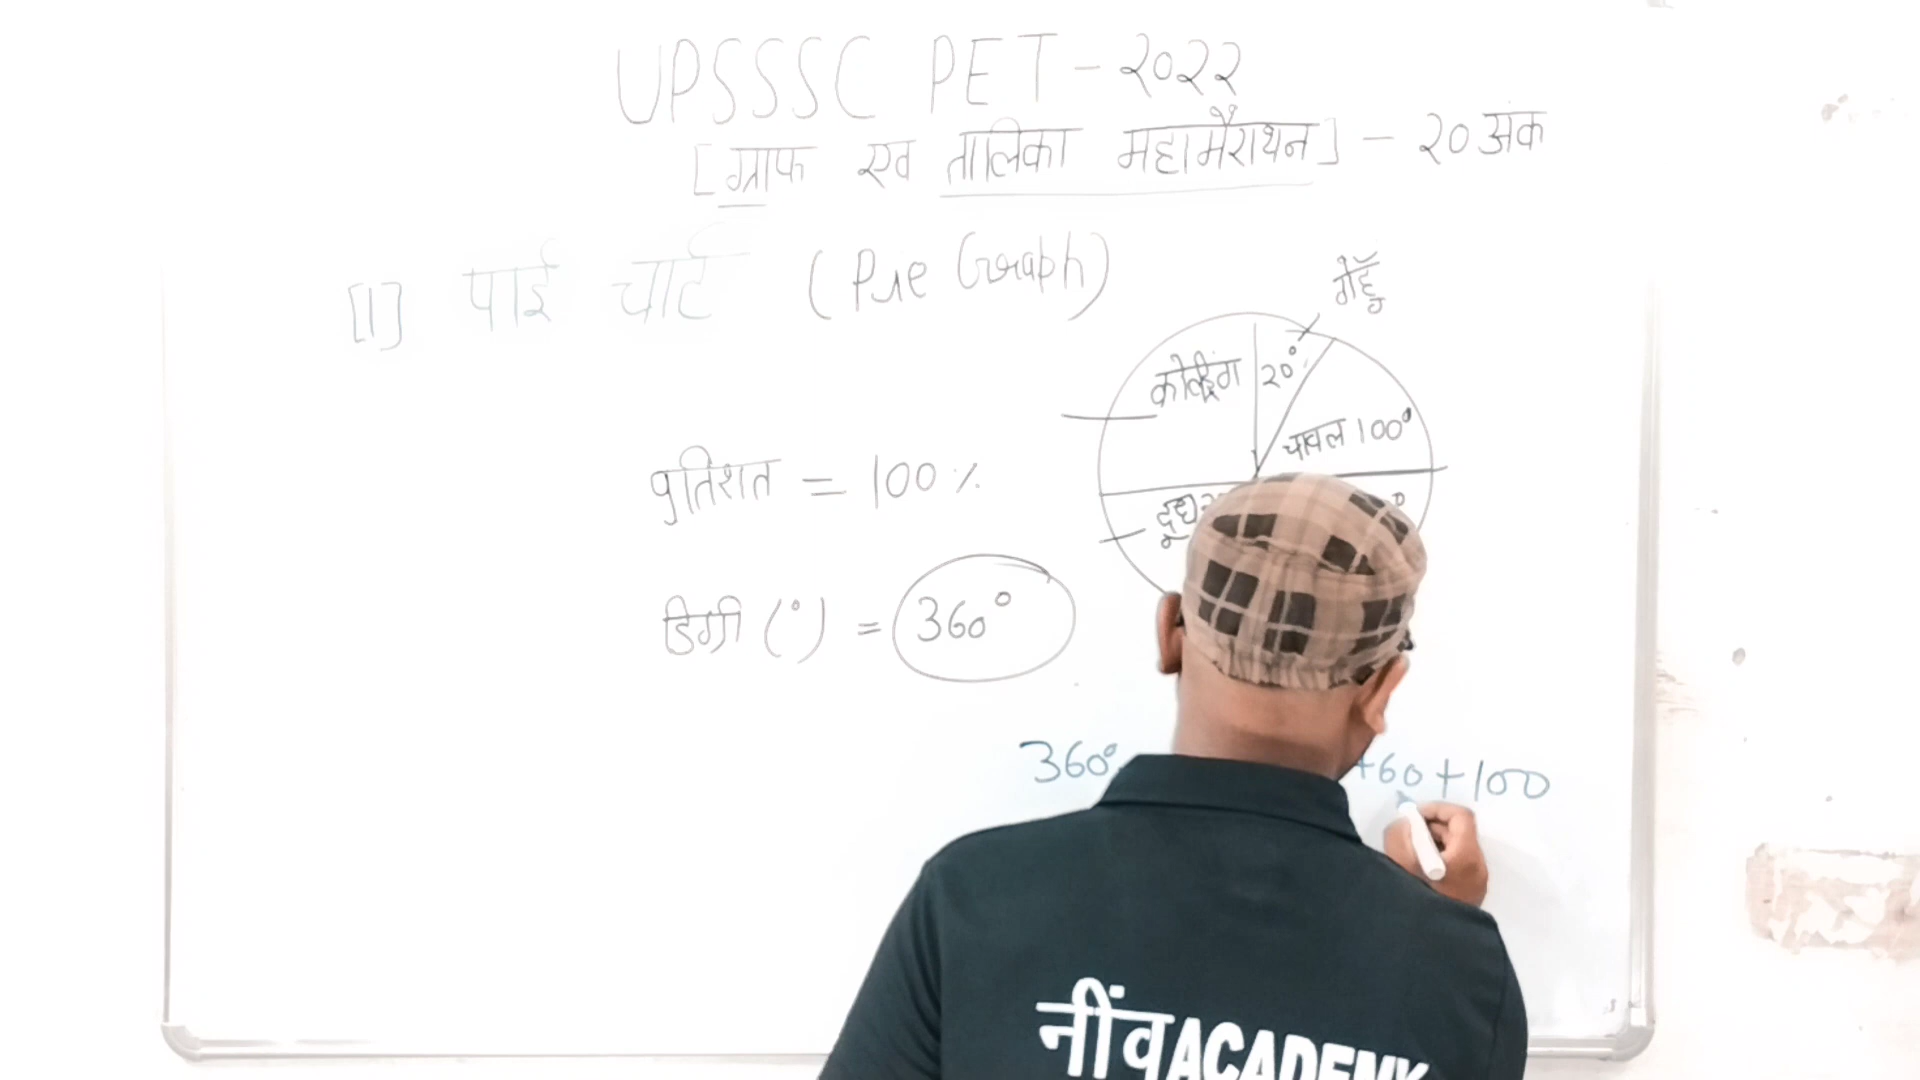 UPSSSC PET - २०२२
[ग्राफ एव तालिका महामैराथन] - २० अंक
[1] पाई चार्ट (Pie Graph)
गेहूँ
कोल्ड्रिंग
20°
चावल 100°
प्रतिशत = 100 %
दूध
डिग्री (°) = 360°
360°
+60+100
नींव ACADEMY